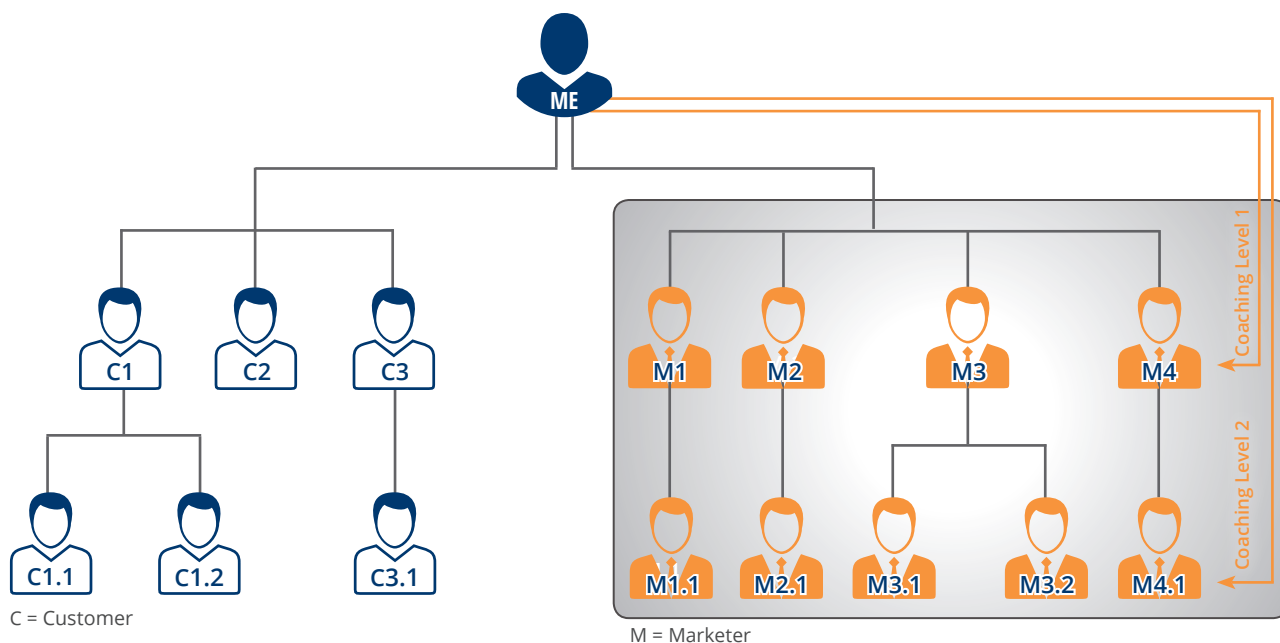 ME
Coaching Level 1
C1
C2
C3
M1
M2
M3
M4
Coaching Level 2
C1.1
C1.2
C3.1
M1.1
M2.1
M3.1
M3.2
M4.1
C = Customer
M = Marketer